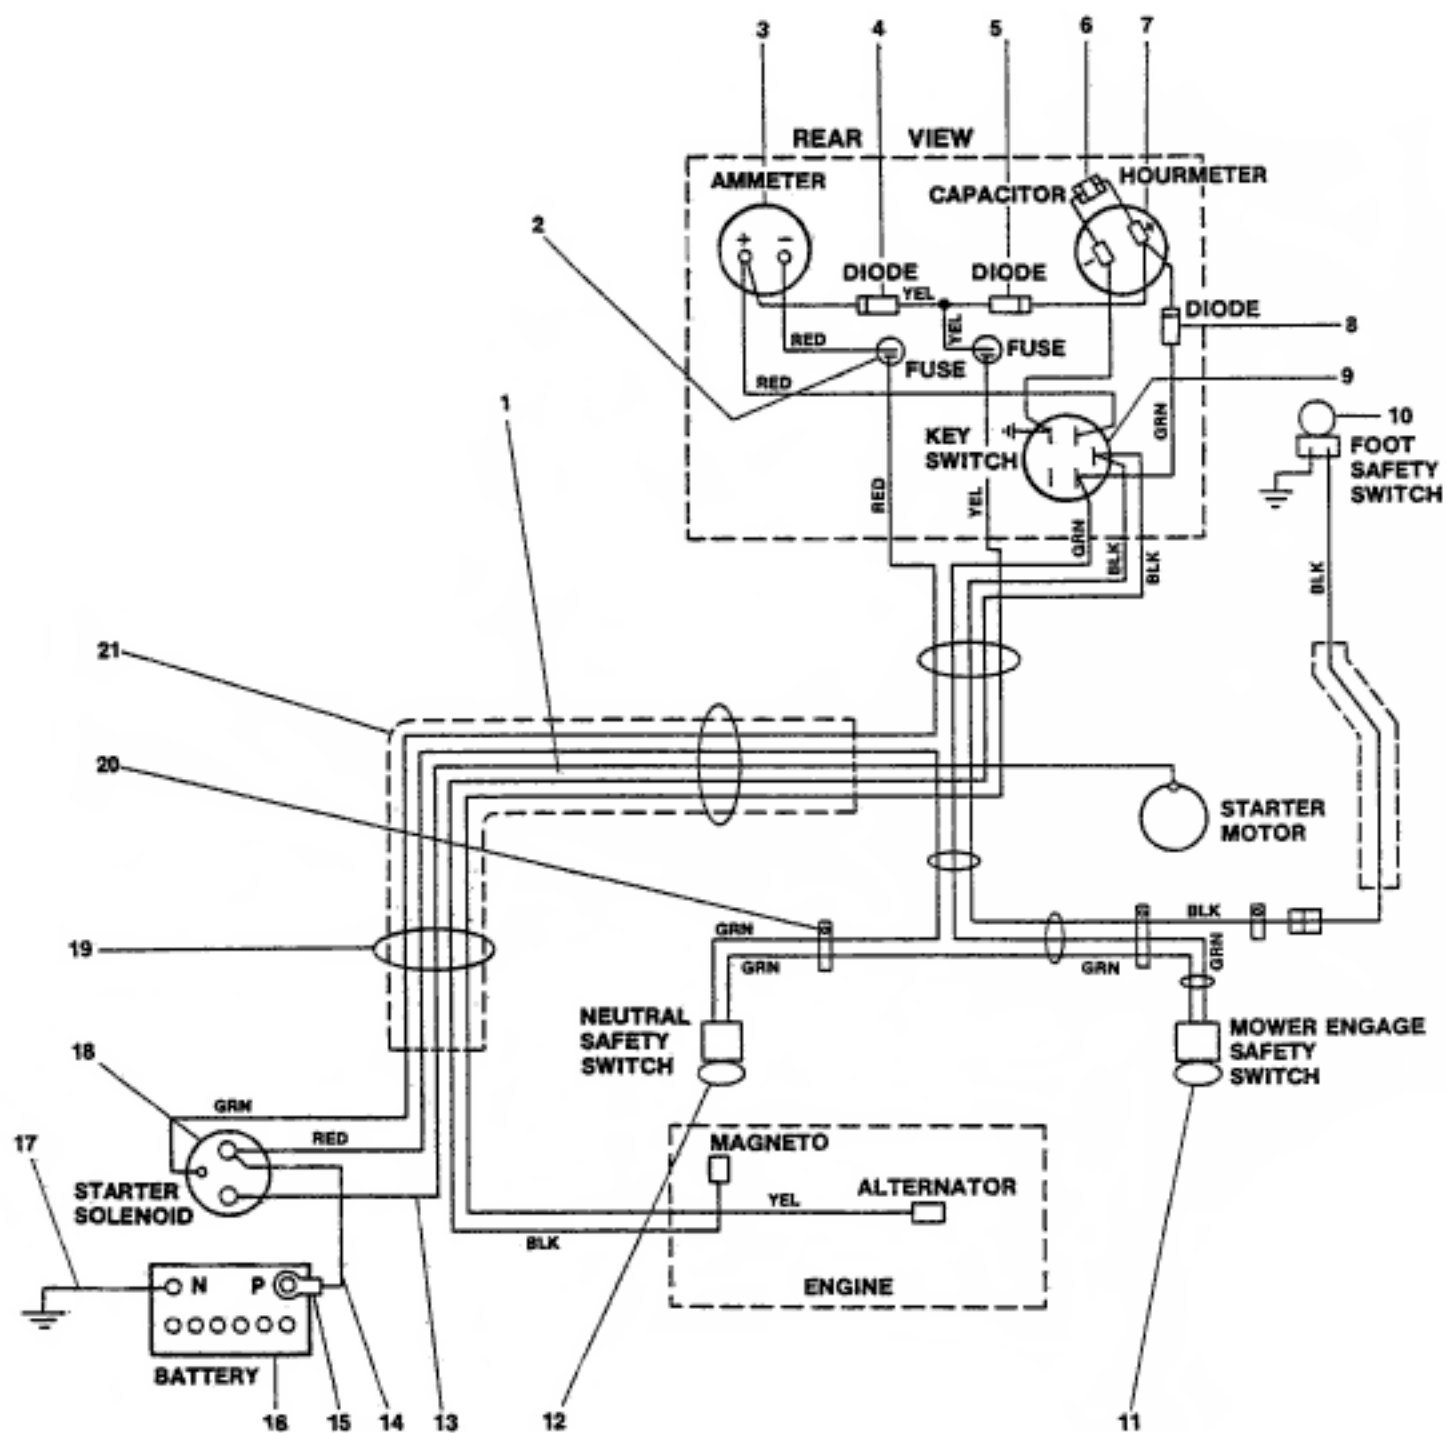 3
4
5
6
7
REAR VIEW
AMMETER
CAPACITOR
HOURMETER
2
+
-
+
-
DIODE
DIODE
YEL
DIODE
8
RED
YEL
FUSE
FUSE
RED
9
1
GRN
10
KEY
SWITCH
FOOT
SAFETY
SWITCH
RED
YEL
GRN
BLK
BLK
BLK
21
20
STARTER
MOTOR
BLK
GRN
GRN
GRN
GRN
19
NEUTRAL
SAFETY
SWITCH
MOWER ENGAGE
SAFETY
SWITCH
18
GRN
RED
17
MAGNETO
STARTER
SOLENOID
YEL
ALTERNATOR
BLK
N P
ENGINE
BATTERY
16
15
14
13
12
11